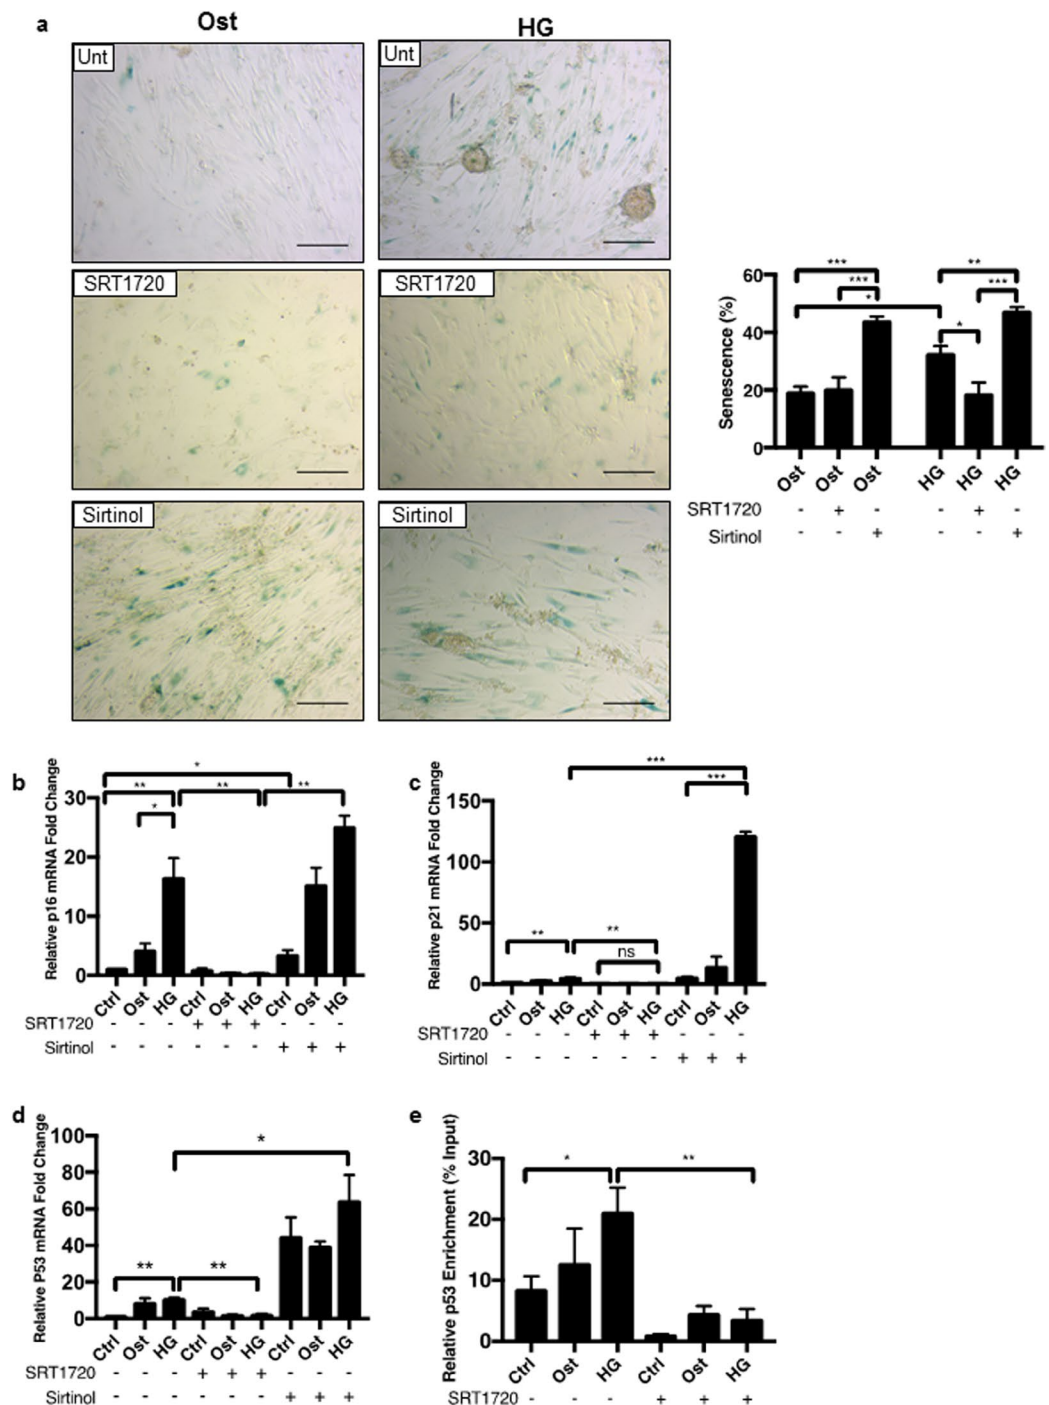 a
Ost
HG
Unt
Unt
SRT1720
SRT1720
Sirtinol
Sirtinol
Senescence (%)
60
40
20
0
***
***
*
**
***
*
Ost Ost Ost HG HG HG
SRT1720 - + - - + -
Sirtinol - - + - - +
b
Relative p16 mRNA Fold Change
30
20
10
0
*
** ** **
*
Ctrl Ost HG Ctrl Ost HG Ctrl Ost HG
SRT1720 - - - + + + - - -
Sirtinol - - - - - - + + +
c
Relative p21 mRNA Fold Change
150
100
50
0
***
***
** **
ns
Ctrl Ost HG Ctrl Ost HG Ctrl Ost HG
SRT1720 - - - + + + - - -
Sirtinol - - - - - - + + +
d
Relative P53 mRNA Fold Change
100
80
60
40
20
0
*
** **
Ctrl Ost HG Ctrl Ost HG Ctrl Ost HG
SRT1720 - - - + + + - - -
Sirtinol - - - - - - + + +
e
Relative p53 Enrichment (% Input)
30
20
10
0
* **
Ctrl Ost HG Ctrl Ost HG
SRT1720 - - - + + +